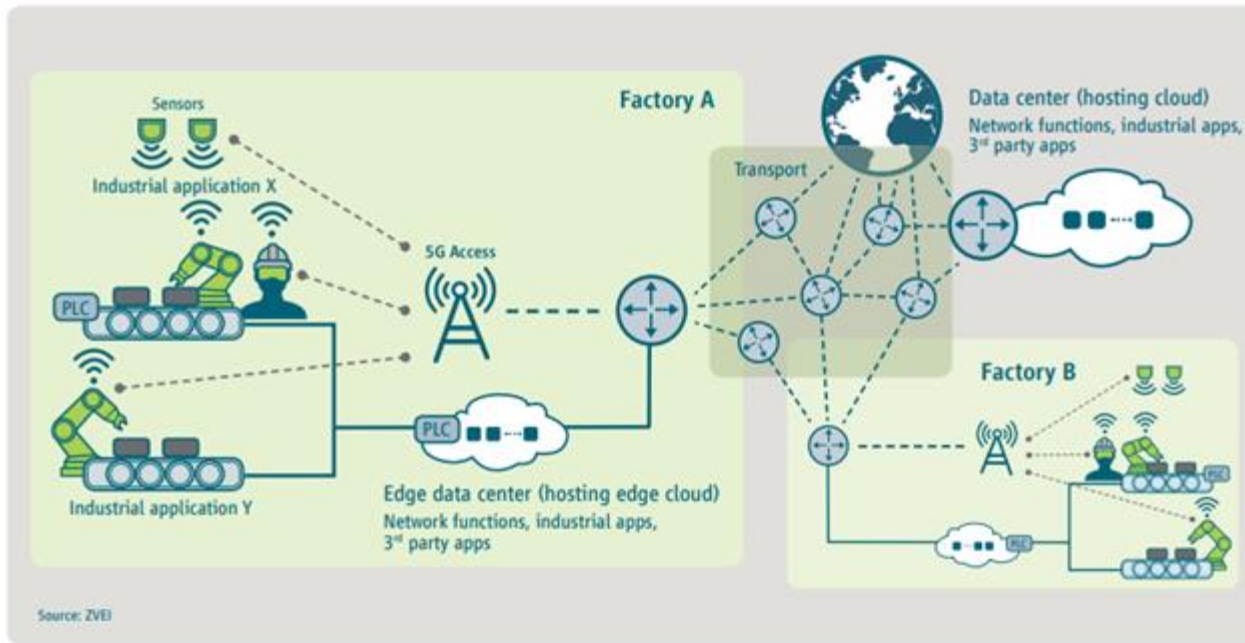 Sensors
Industrial application X
PLC
Industrial application Y
5G Access
Factory A
PLC
Edge data center (hosting edge cloud)
Network functions, industrial apps,
3rd party apps
Transport
Data center (hosting cloud)
Network functions, industrial apps,
3rd party apps
Factory B
PLC
PLC
Source: ZVEI